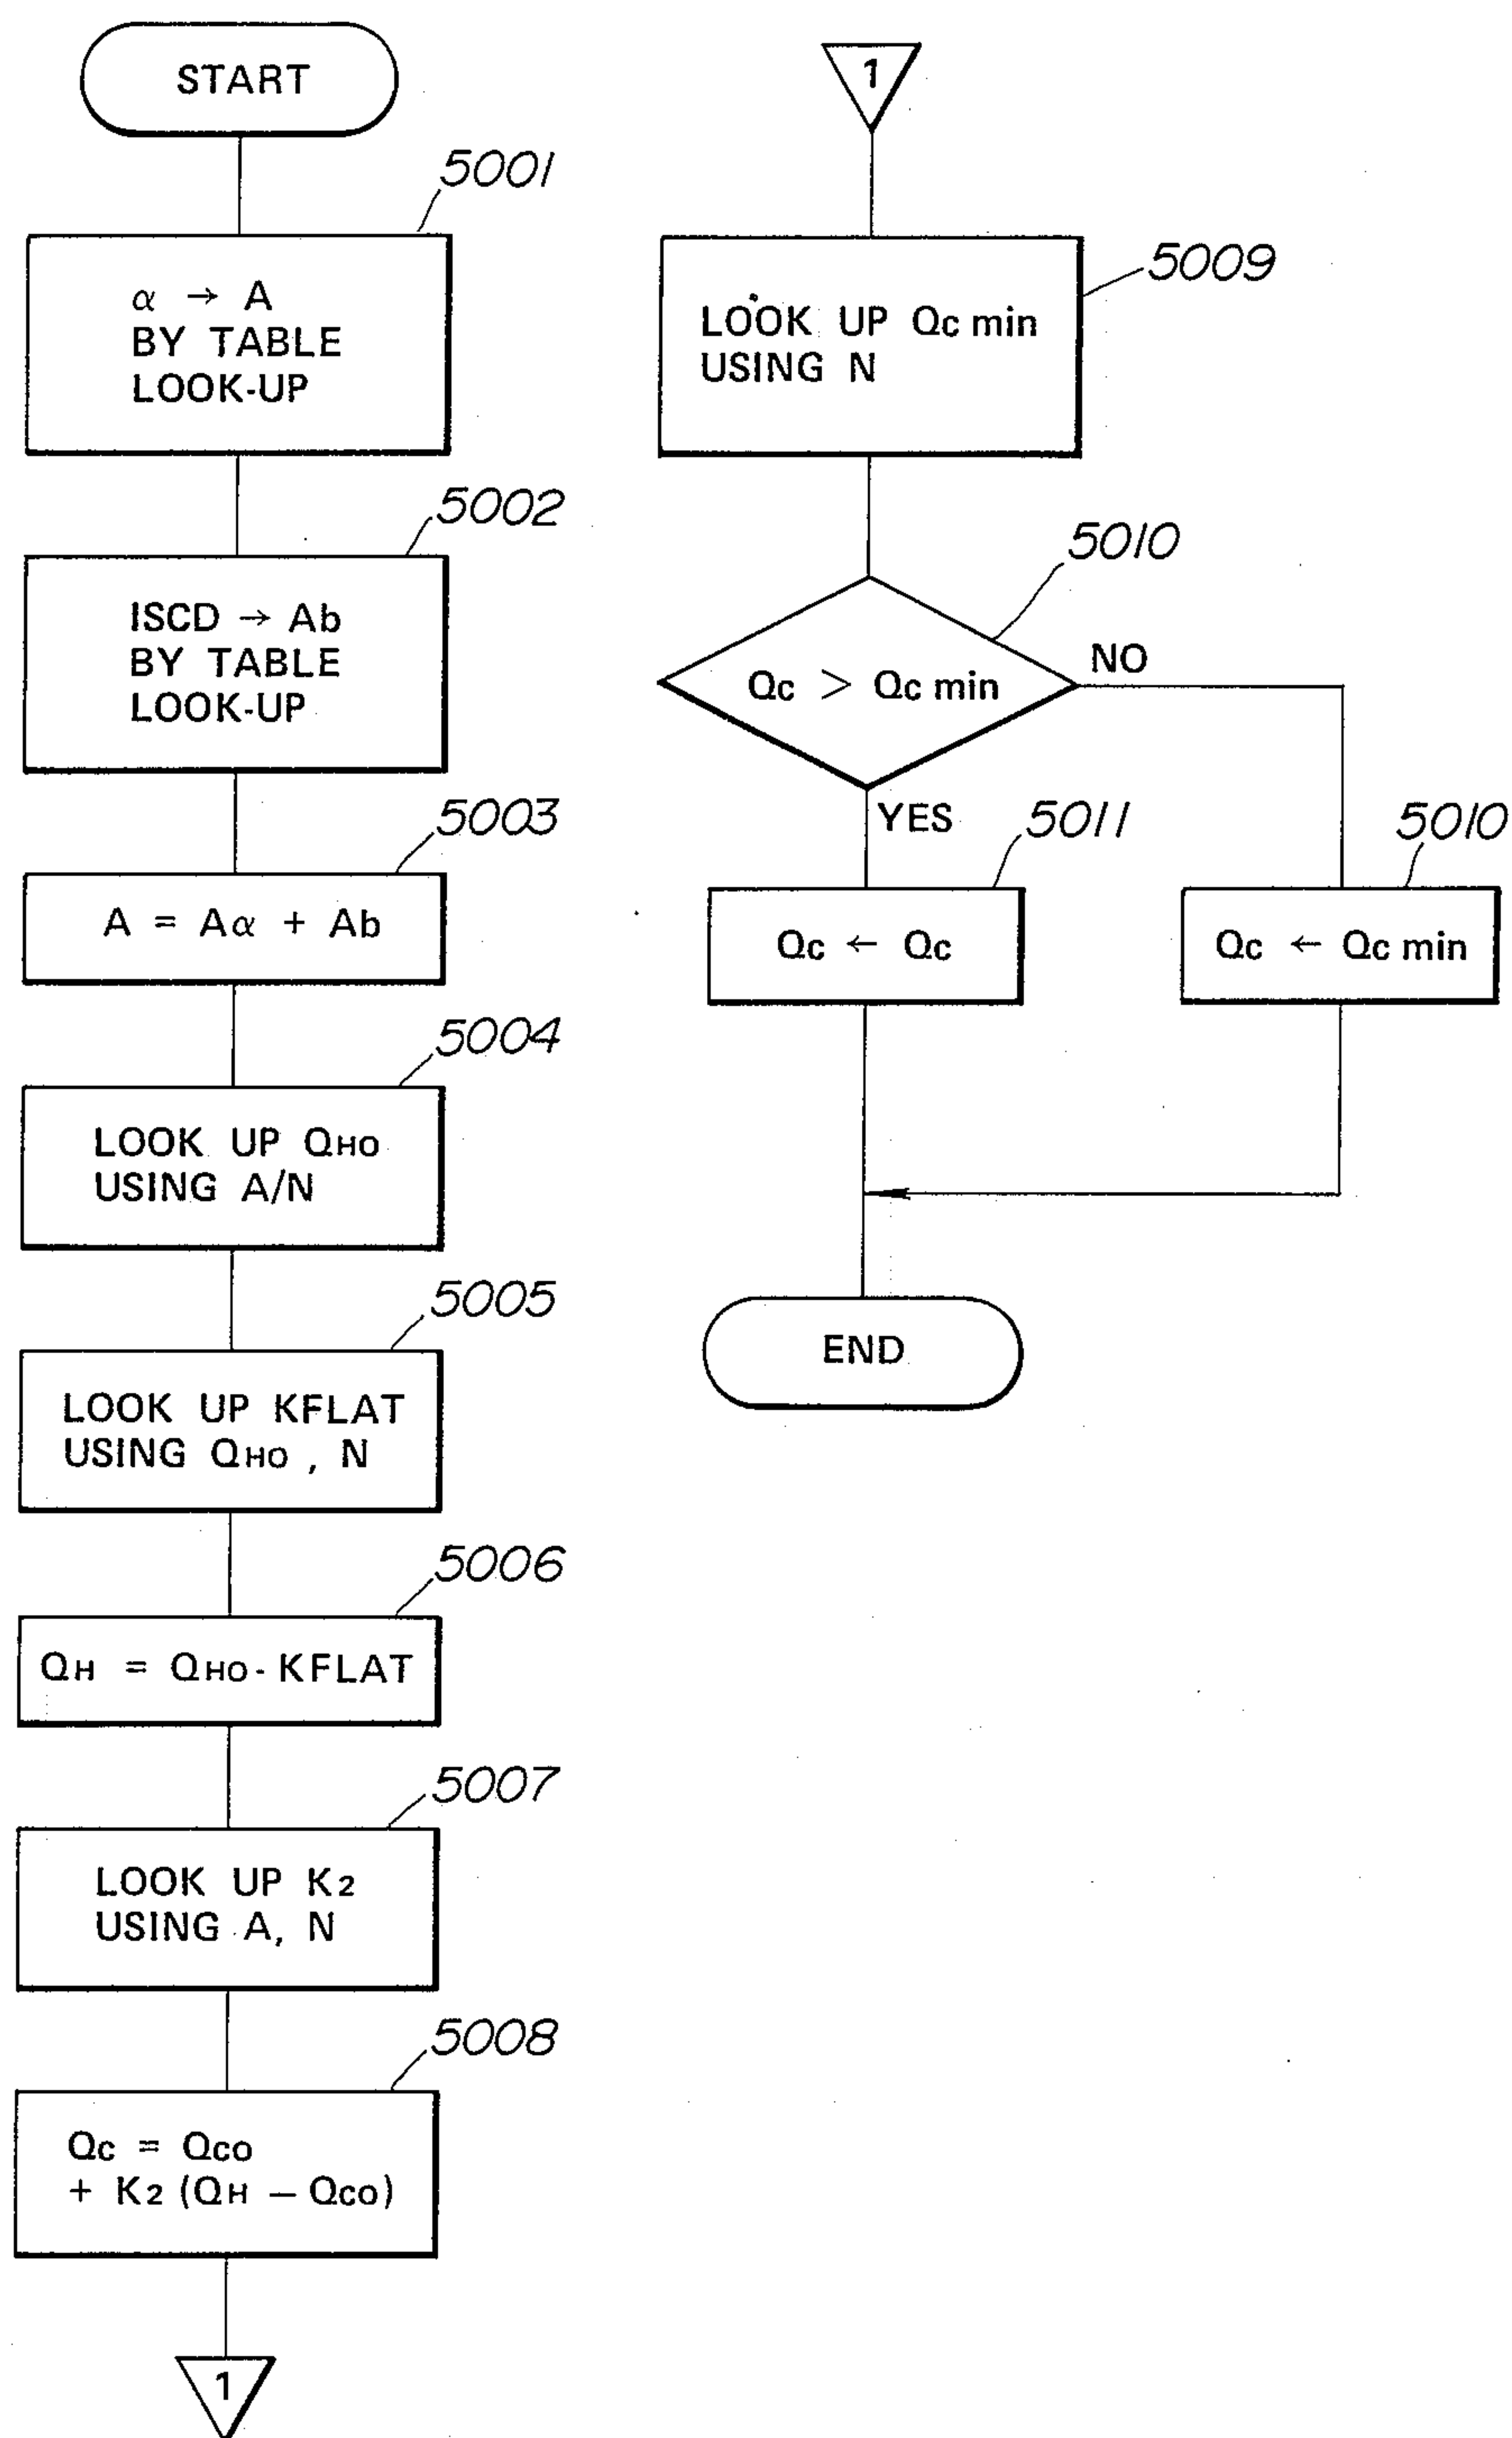 START
5001
α → A
BY TABLE
LOOK-UP
5002
ISCD → Ab
BY TABLE
LOOK-UP
5003
A = Aα + Ab
5004
LOOK UP QHO
USING A/N
5005
LOOK UP KFLAT
USING QHO , N
5006
QH = QHO - KFLAT
5007
LOOK UP K2
USING A, N
5008
Qc = Qco
+ K2 (QH – Qco)
1
1
5009
LOOK UP Qc min
USING N
5010
Qc > Qc min
NO
YES
5011
5010
Qc ← Qc
Qc ← Qc min
END